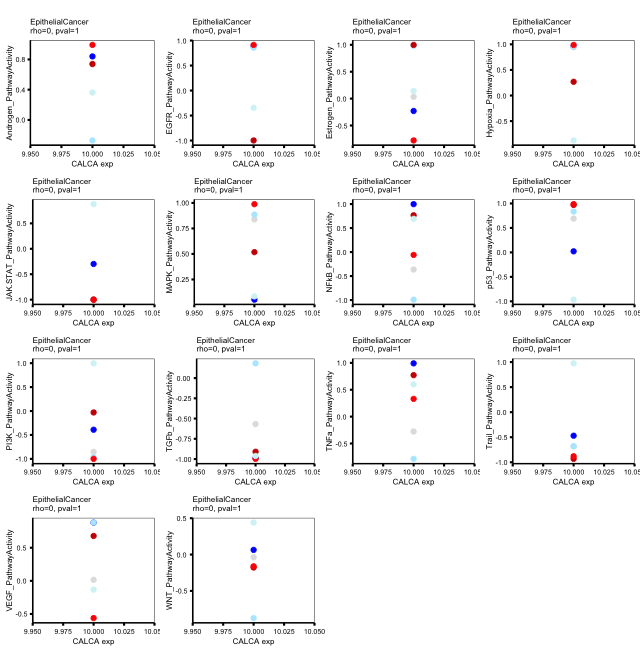 EpithelialCancer
rho=0, pval=1
Androgen_PathwayActivity
0.8
0.4
0.0
9.950 9.975 10.000 10.025 10.05
CALCA exp
EpithelialCancer
rho=0, pval=1
EGFR_PathwayActivity
1.0
0.5
0.0
-0.5
-1.0
9.950 9.975 10.000 10.025 10.05
CALCA exp
EpithelialCancer
rho=0, pval=1
Estrogen_PathwayActivity
1.0
0.5
0.0
-0.5
9.950 9.975 10.000 10.025 10.05
CALCA exp
EpithelialCancer
rho=0, pval=1
Hypoxia_PathwayActivity
1.0
0.5
0.0
-0.5
9.950 9.975 10.000 10.025 10.050
CALCA exp
EpithelialCancer
rho=0, pval=1
JAK.STAT_PathwayActivity
0.5
0.0
-0.5
-1.0
9.950 9.975 10.000 10.025 10.05
CALCA exp
EpithelialCancer
rho=0, pval=1
MAPK_PathwayActivity
1.00
0.75
0.50
0.25
9.950 9.975 10.000 10.025 10.05
CALCA exp
EpithelialCancer
rho=0, pval=1
NFkB_PathwayActivity
1.0
0.5
0.0
-0.5
-1.0
9.950 9.975 10.000 10.025 10.05
CALCA exp
EpithelialCancer
rho=0, pval=1
p53_PathwayActivity
1.0
0.5
0.0
-0.5
-1.0
9.950 9.975 10.000 10.025 10.050
CALCA exp
EpithelialCancer
rho=0, pval=1
PI3K_PathwayActivity
1.0
0.5
0.0
-0.5
-1.0
9.950 9.975 10.000 10.025 10.05
CALCA exp
EpithelialCancer
rho=0, pval=1
TGFb_PathwayActivity
0.00
-0.25
-0.50
-0.75
-1.00
9.950 9.975 10.000 10.025 10.05
CALCA exp
EpithelialCancer
rho=0, pval=1
TNFa_PathwayActivity
1.0
0.5
0.0
-0.5
9.950 9.975 10.000 10.025 10.05
CALCA exp
EpithelialCancer
rho=0, pval=1
Trail_PathwayActivity
1.0
0.5
0.0
-0.5
-1.0
9.950 9.975 10.000 10.025 10.050
CALCA exp
EpithelialCancer
rho=0, pval=1
VEGF_PathwayActivity
0.5
0.0
-0.5
9.950 9.975 10.000 10.025 10.05
CALCA exp
EpithelialCancer
rho=0, pval=1
WNT_PathwayActivity
0.5
0.0
-0.5
9.950 9.975 10.000 10.025 10.050
CALCA exp